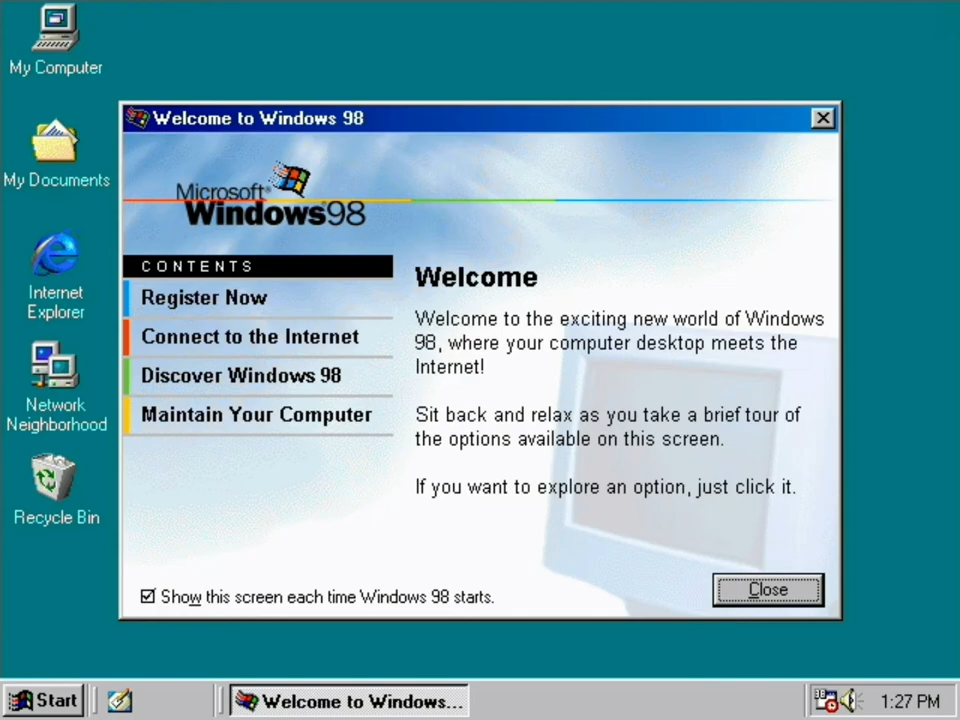 My Computer
My Documents
Internet
Explorer
Network
Neighborhood
Recycle Bin
Welcome to Windows 98
Microsoft®
Windows 98
CONTENTS
Register Now
Connect to the Internet
Discover Windows 98
Maintain Your Computer
Welcome
Welcome to the exciting new world of Windows
98, where your computer desktop meets the
Internet!
Sit back and relax as you take a brief tour of
the options available on this screen.
If you want to explore an option, just click it.
Show this screen each time Windows 98 starts.
Close
Start
Welcome to Windows...
1:27 PM